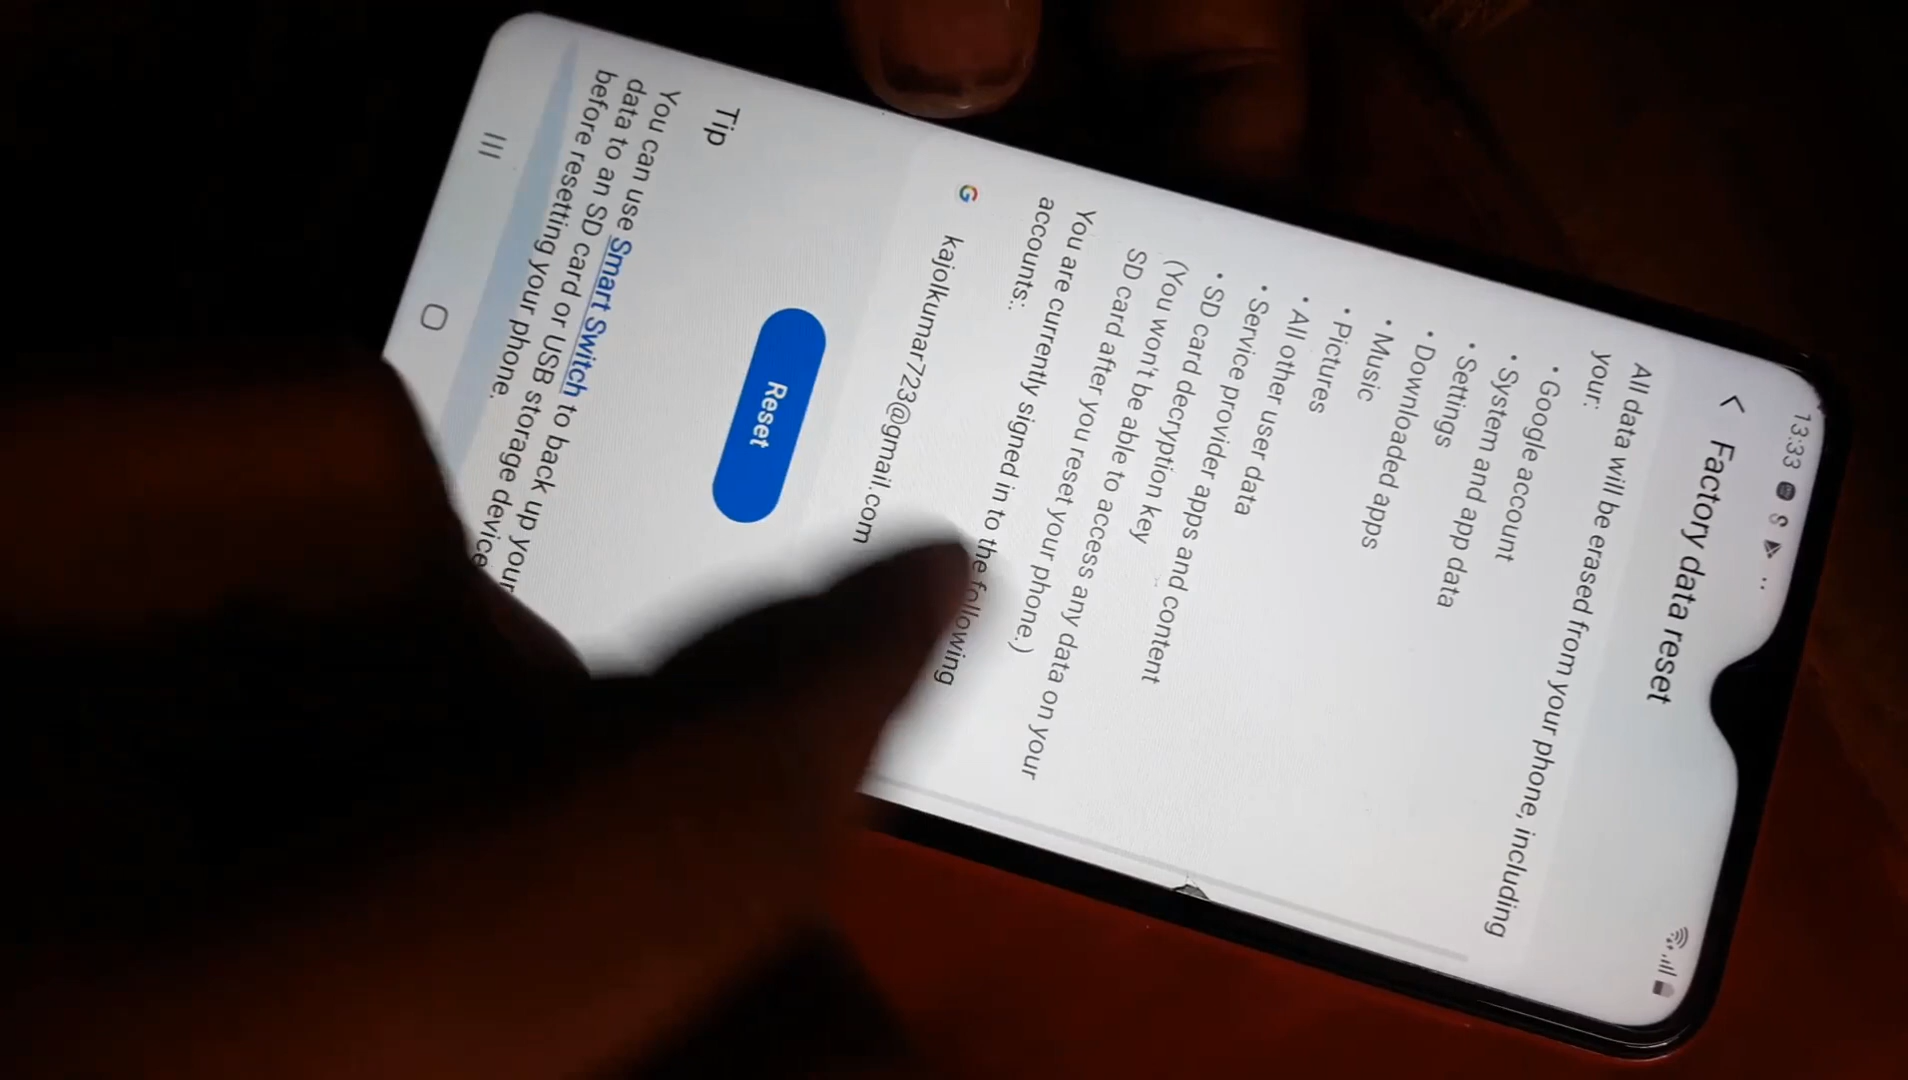 13:33
Factory data reset
All data will be erased from your phone, including
your:
• Google account
• System and app data
• Settings
• Downloaded apps
• Music
• Pictures
• All other user data
• Service provider apps and content
• SD card decryption key
(You won't be able to access any data on your
SD card after you reset your phone.)
You are currently signed in to the following
accounts:.
kajolkumar723@gmail.com
Reset
Tip
You can use Smart Switch to back up your
data to an SD card or USB storage device
before resetting your phone.